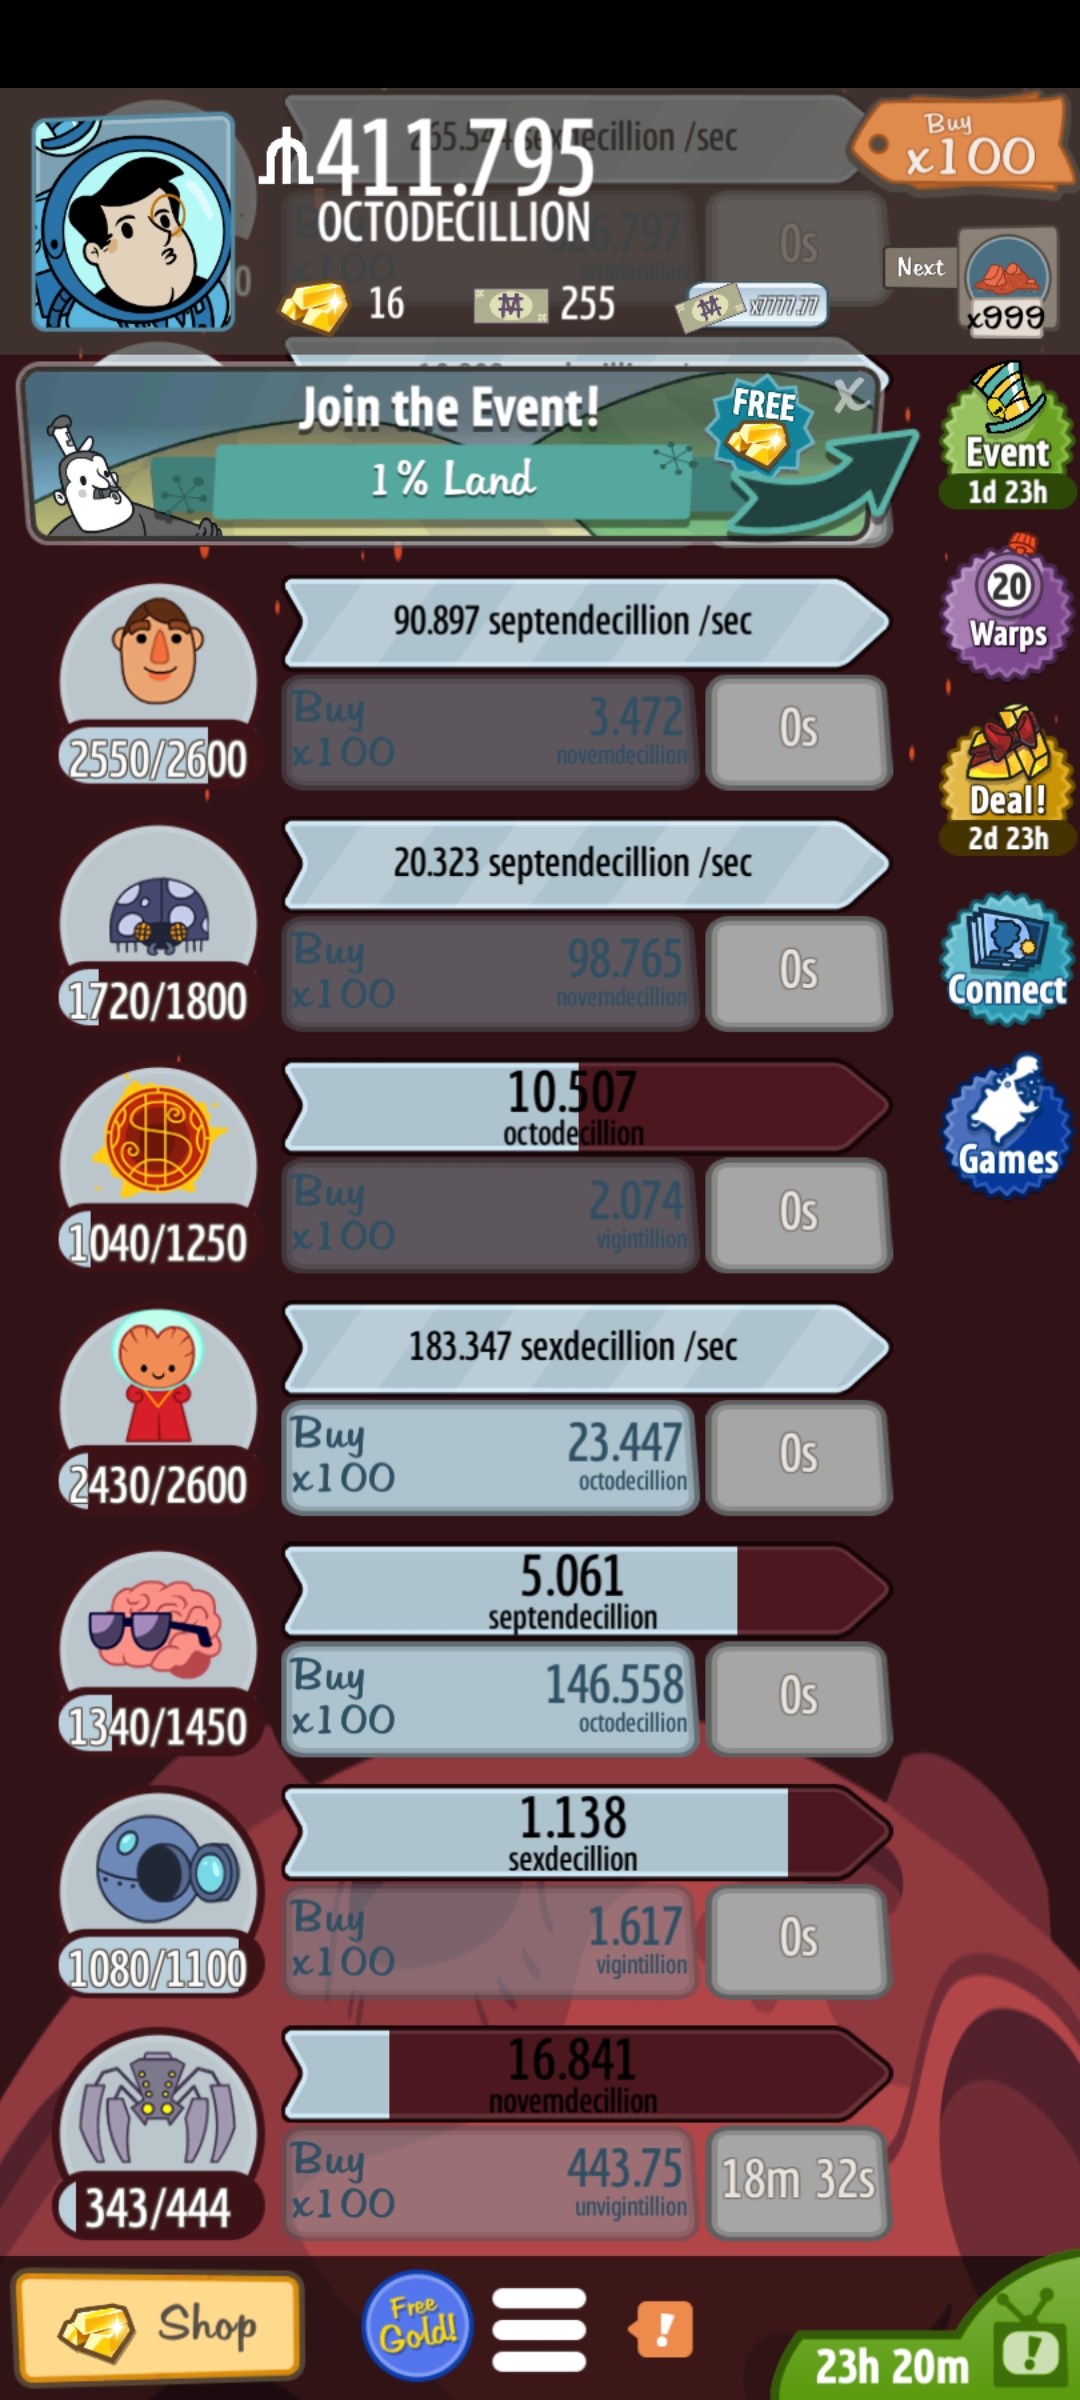 411.795
OCTODECILLION
Buy
x100
16
255
x7777.77
Next
x999
0s
Join the Event!
1% Land
FREE
X
Event
1d 23h
20
Warps
Deal!
2d 23h
Connect
Games
90.897 septendecillion /sec
2550/2600
Buy
x100
3.472
novemdecillion
0s
20.323 septendecillion /sec
1720/1800
Buy
x100
98.765
novemdecillion
0s
10.507
octodecillion
1040/1250
Buy
x100
2.074
vigintillion
0s
183.347 sexdecillion /sec
2430/2600
Buy
x100
23.447
octodecillion
0s
5.061
septendecillion
1340/1450
Buy
x100
146.558
octodecillion
0s
1.138
sexdecillion
1080/1100
Buy
x100
1.617
vigintillion
0s
16.841
novemdecillion
343/444
Buy
x100
443.75
unvigintillion
18m 32s
Shop
Free
Gold!
!
23h 20m
!